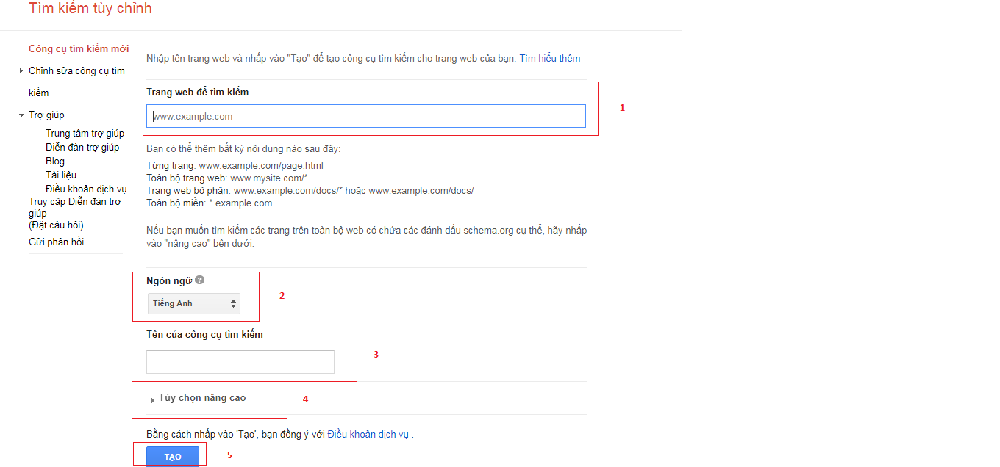 Tìm kiếm tùy chỉnh
Công cụ tìm kiếm mới
Chỉnh sửa công cụ tìm
kiếm
Trợ giúp
Trung tâm trợ giúp
Diễn đàn trợ giúp
Blog
Tài liệu
Điều khoản dịch vụ
Truy cập Diễn đàn trợ
giúp
(Đặt câu hỏi)
Gửi phản hồi
Nhập tên trang web và nhấp vào "Tạo" để tạo công cụ tìm kiếm cho trang web của bạn. Tìm hiểu thêm
Trang web để tìm kiếm
www.example.com
1
Bạn có thể thêm bất kỳ nội dung nào sau đây:
Từng trang: www.example.com/page.html
Toàn bộ trang web: www.mysite.com/*
Trang web bộ phận: www.example.com/docs/* hoặc www.example.com/docs/
Toàn bộ miền: *.example.com
Nếu bạn muốn tìm kiếm các trang trên toàn bộ web có chứa các đánh dấu schema.org cụ thể, hãy nhấp
vào "nâng cao" bên dưới.
Ngôn ngữ ?
Tiếng Anh
2
Tên của công cụ tìm kiếm
3
Tùy chọn nâng cao
4
Bằng cách nhấp vào 'Tạo', bạn đồng ý với Điều khoản dịch vụ .
TẠO
5